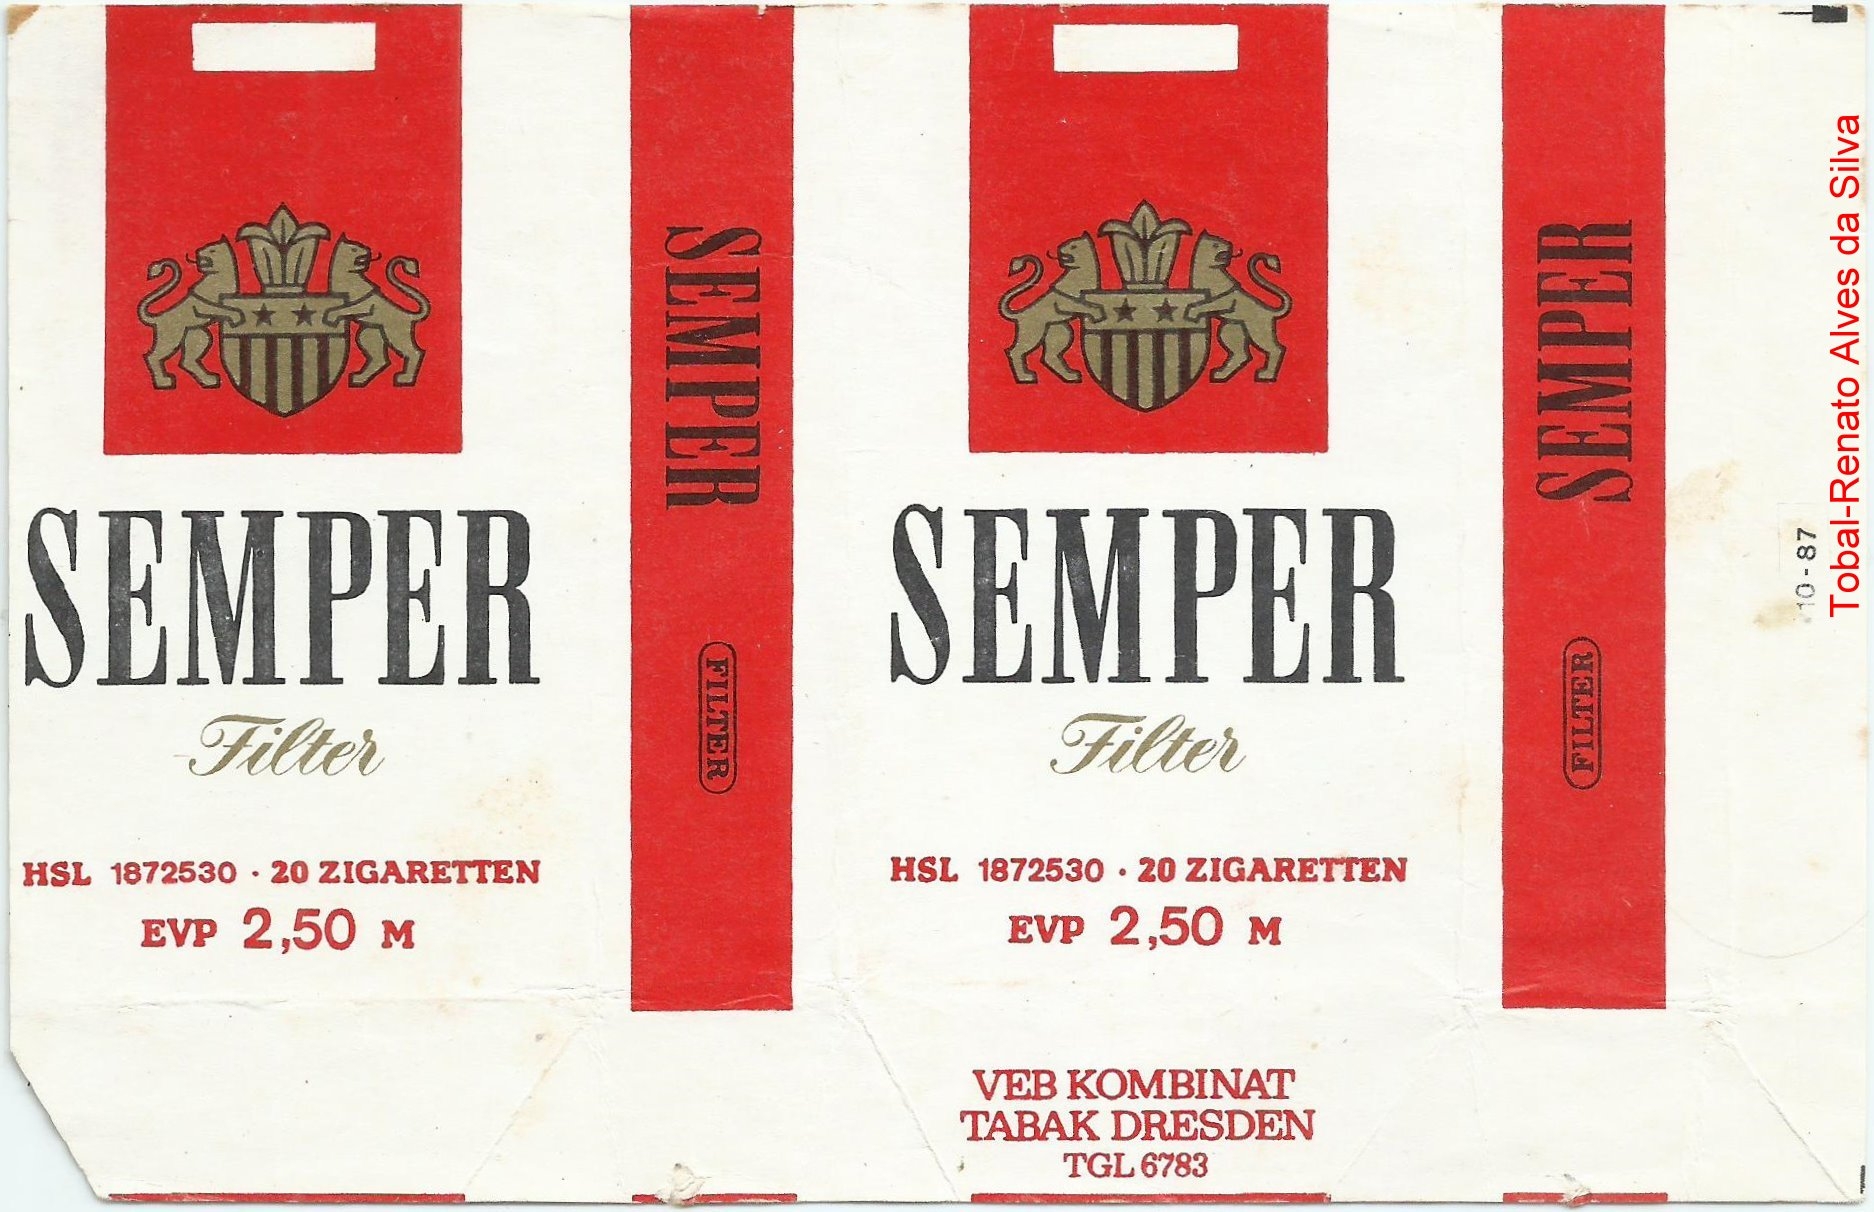 SEMPER
Filter
HSL 1872530 · 20 ZIGARETTEN
EVP 2,50 M
SEMPER
FILTER
SEMPER
Filter
HSL 1872530 · 20 ZIGARETTEN
EVP 2,50 M
VEB KOMBINAT
TABAK DRESDEN
TGL 6783
SEMPER
FILTER
10-87
Tobal-Renato Alves da Silva